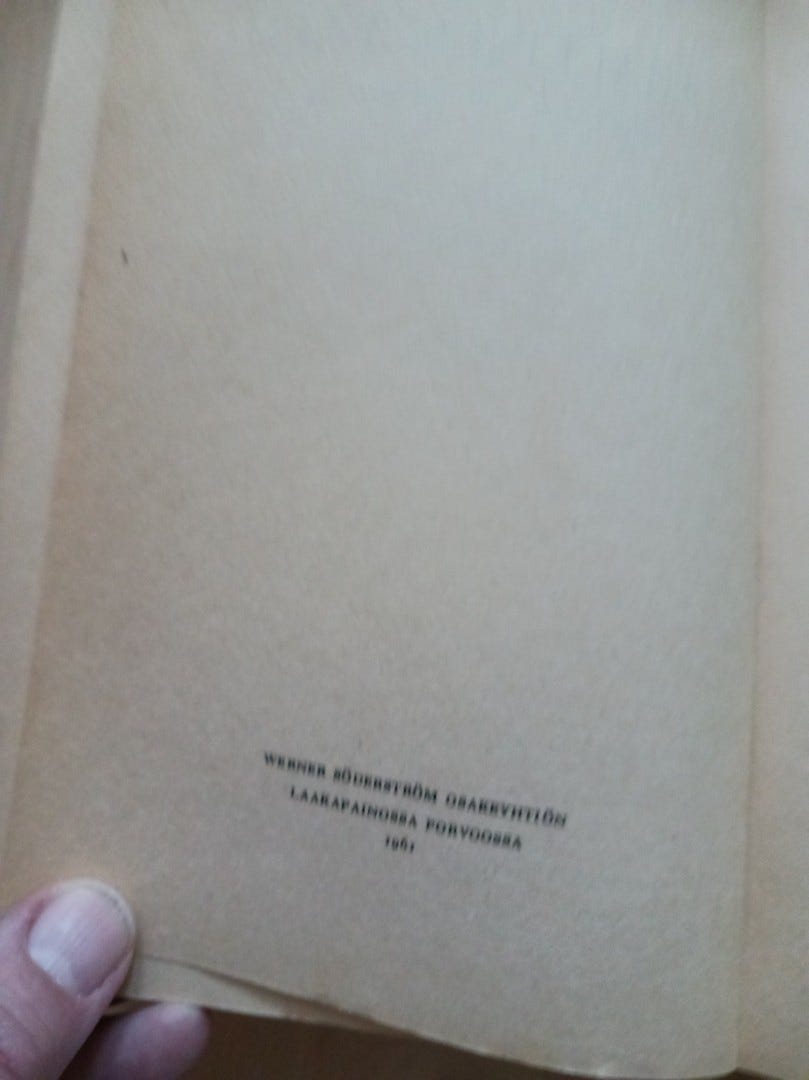 WERNER SÖDERSTRÖM OSAKEYHTIÖN
LAAKAPAINOSSA PORVOOSSA
1961